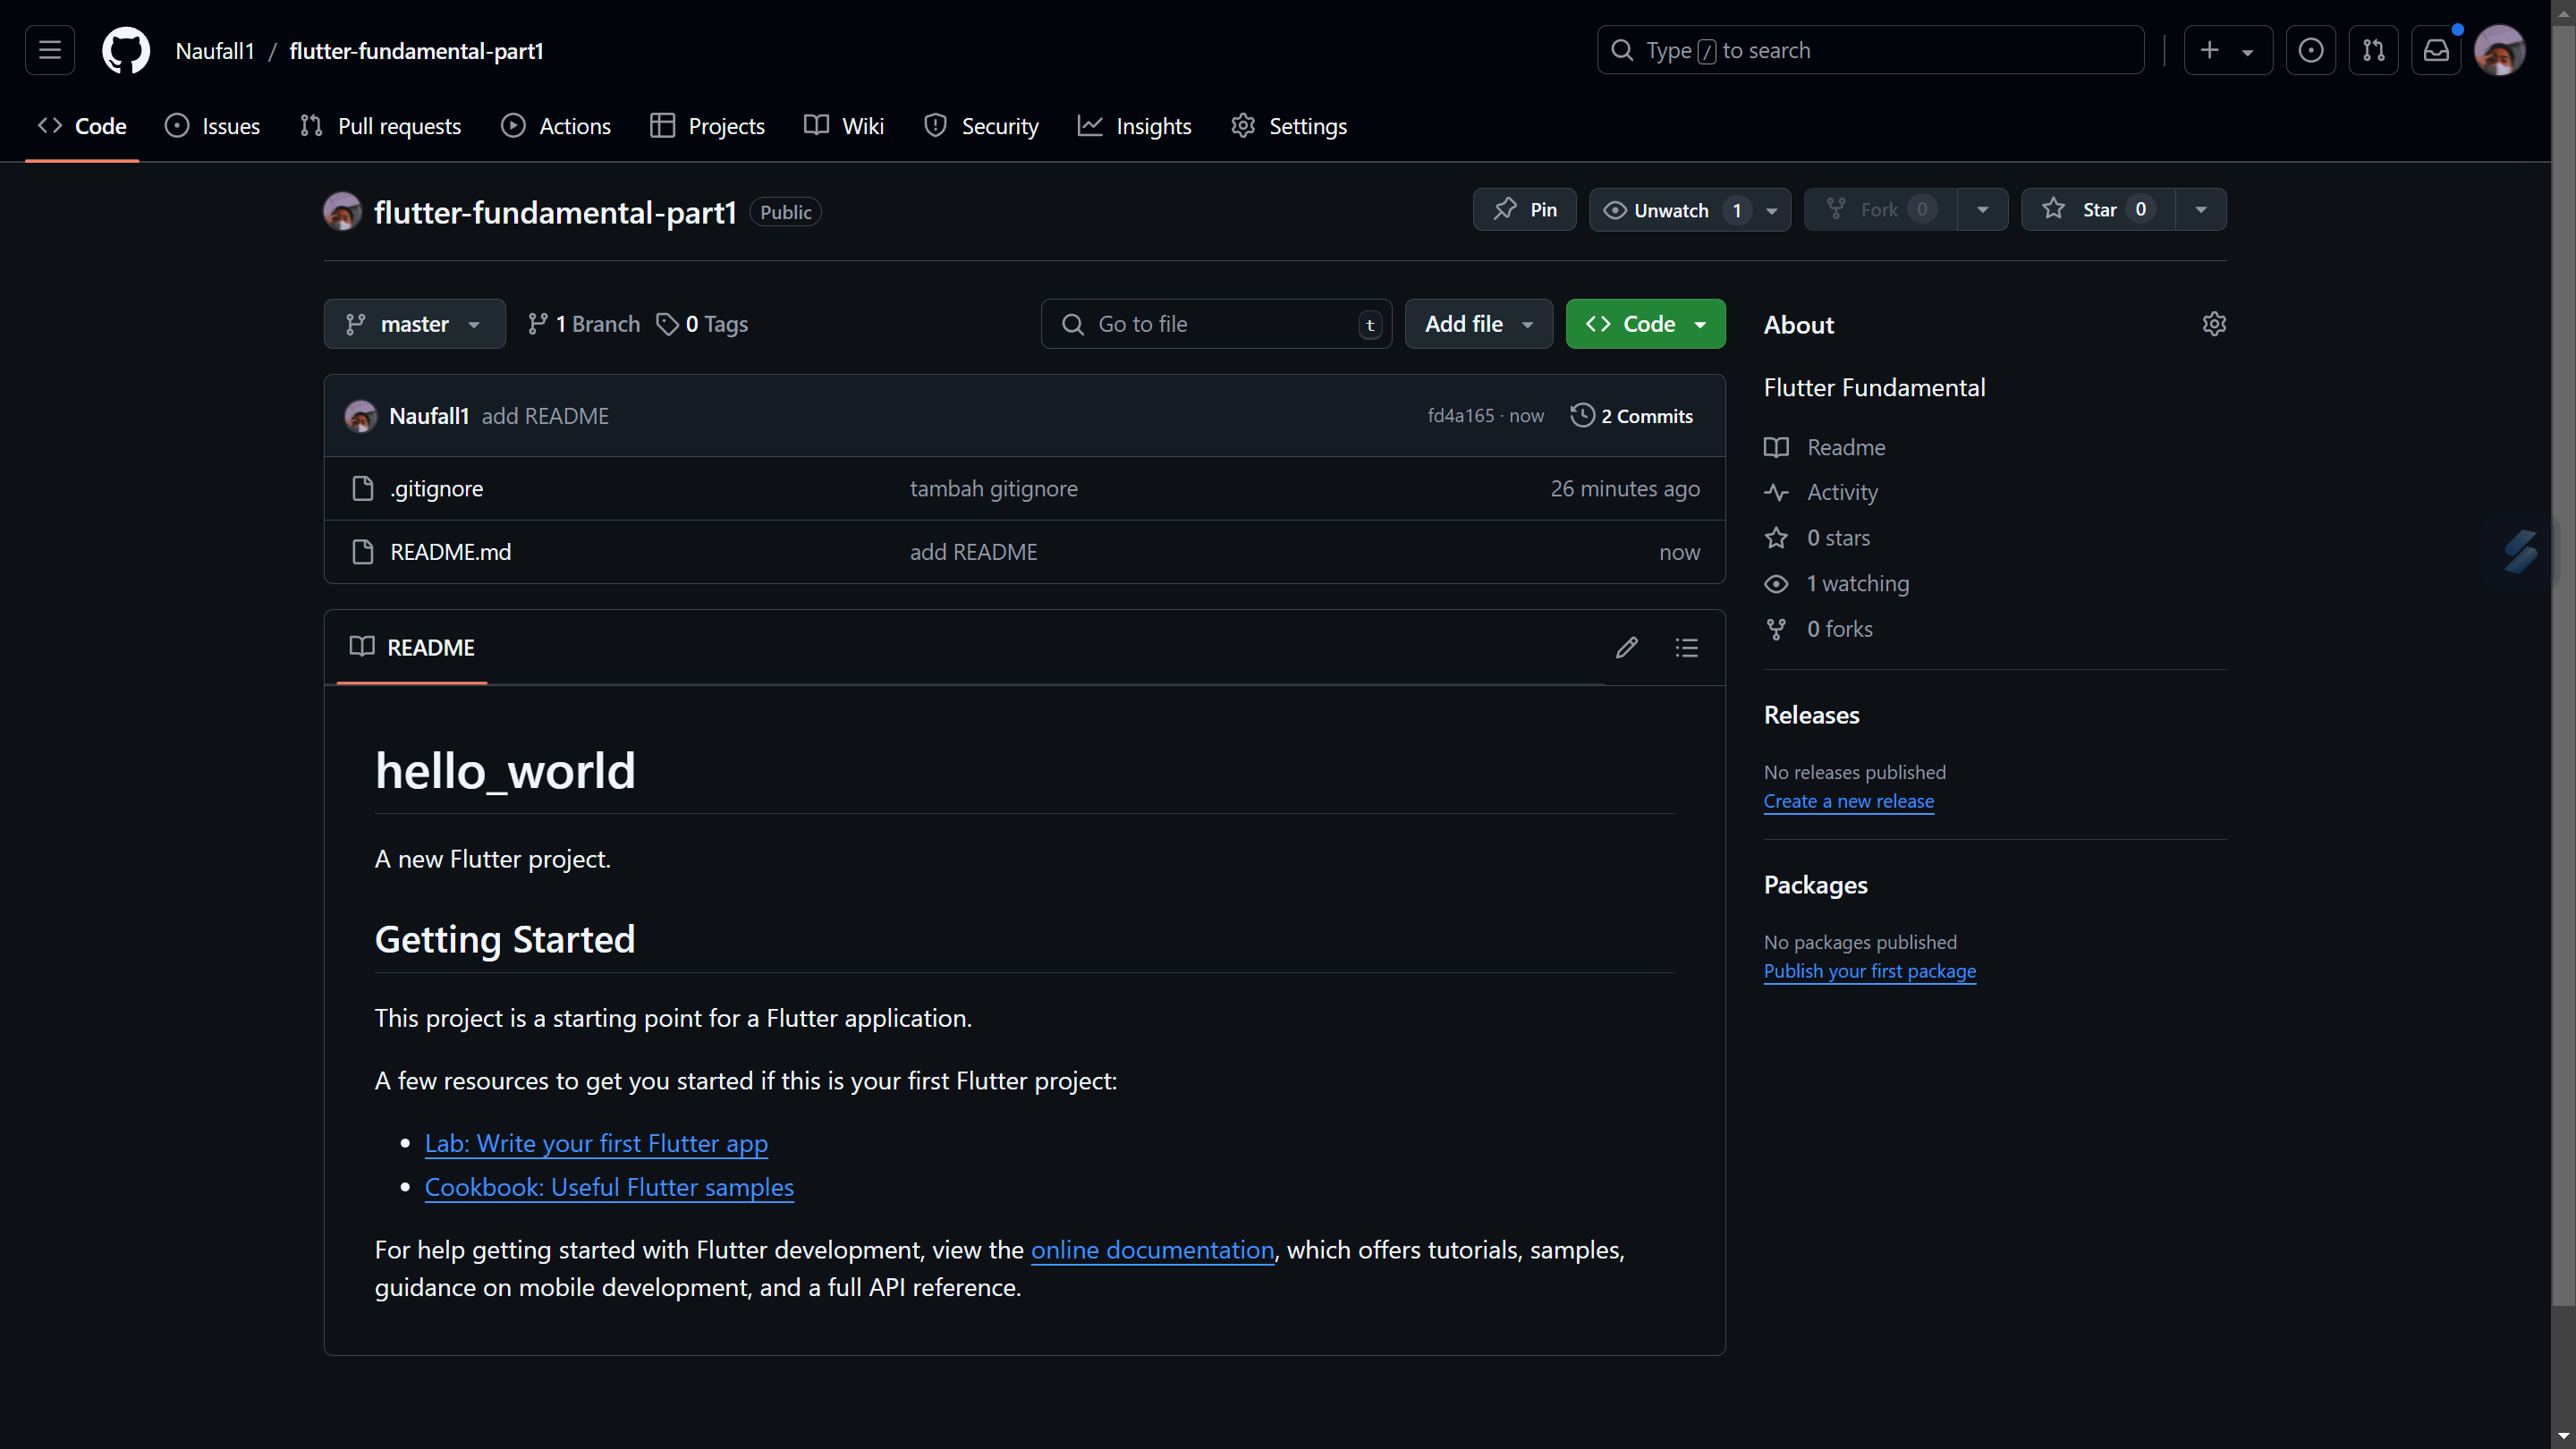 Naufall1 / flutter-fundamental-part1
Type / to search
Code
Issues
Pull requests
Actions
Projects
Wiki
Security
Insights
Settings
flutter-fundamental-part1 Public
Pin
Unwatch 1
Fork 0
Star 0
master
1 Branch
0 Tags
Go to file t
Add file
Code
Naufall1 add README
fd4a165 · now
2 Commits
.gitignore tambah gitignore 26 minutes ago
README.md add README now
README
hello_world
A new Flutter project.
Getting Started
This project is a starting point for a Flutter application.
A few resources to get you started if this is your first Flutter project:
• Lab: Write your first Flutter app
• Cookbook: Useful Flutter samples
For help getting started with Flutter development, view the online documentation, which offers tutorials, samples,
guidance on mobile development, and a full API reference.
About
Flutter Fundamental
Readme
Activity
0 stars
1 watching
0 forks
Releases
No releases published
Create a new release
Packages
No packages published
Publish your first package